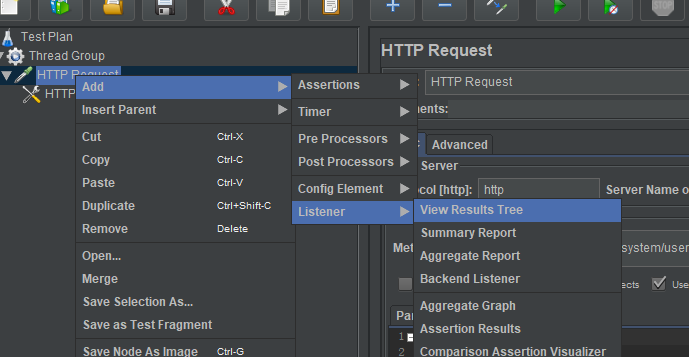 Test Plan
Thread Group
HTTP Request
HTTP
Add
Insert Parent
Cut Ctrl-X
Copy Ctrl-C
Paste Ctrl-V
Duplicate Ctrl+Shift-C
Remove Delete
Open...
Merge
Save Selection As...
Save as Test Fragment
Save Node As Image Ctrl-G
Assertions
Timer
Pre Processors
Post Processors
Config Element
Listener
View Results Tree
Summary Report
Aggregate Report
Backend Listener
Aggregate Graph
Assertion Results
Comparison Assertion Visualizer
STOP
HTTP Request
HTTP Request
ments:
Advanced
Server
ocol [http]: http Server Name o
Met system/user
ects Use
Par
1
2